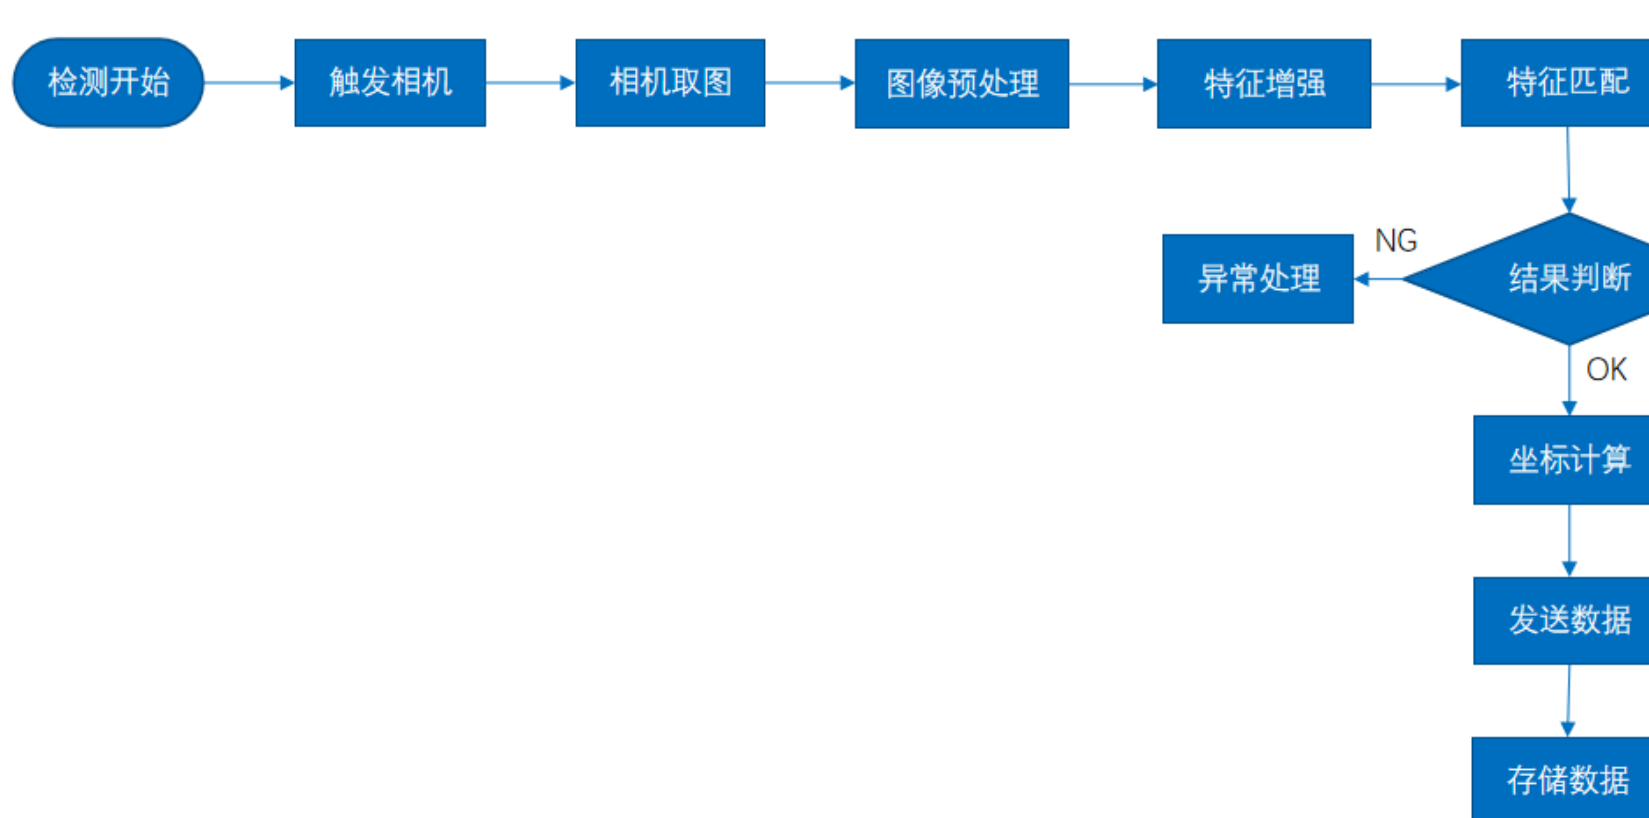 检测开始
触发相机
相机取图
图像预处理
特征增强
特征匹配
NG
异常处理
结果判断
OK
坐标计算
发送数据
存储数据